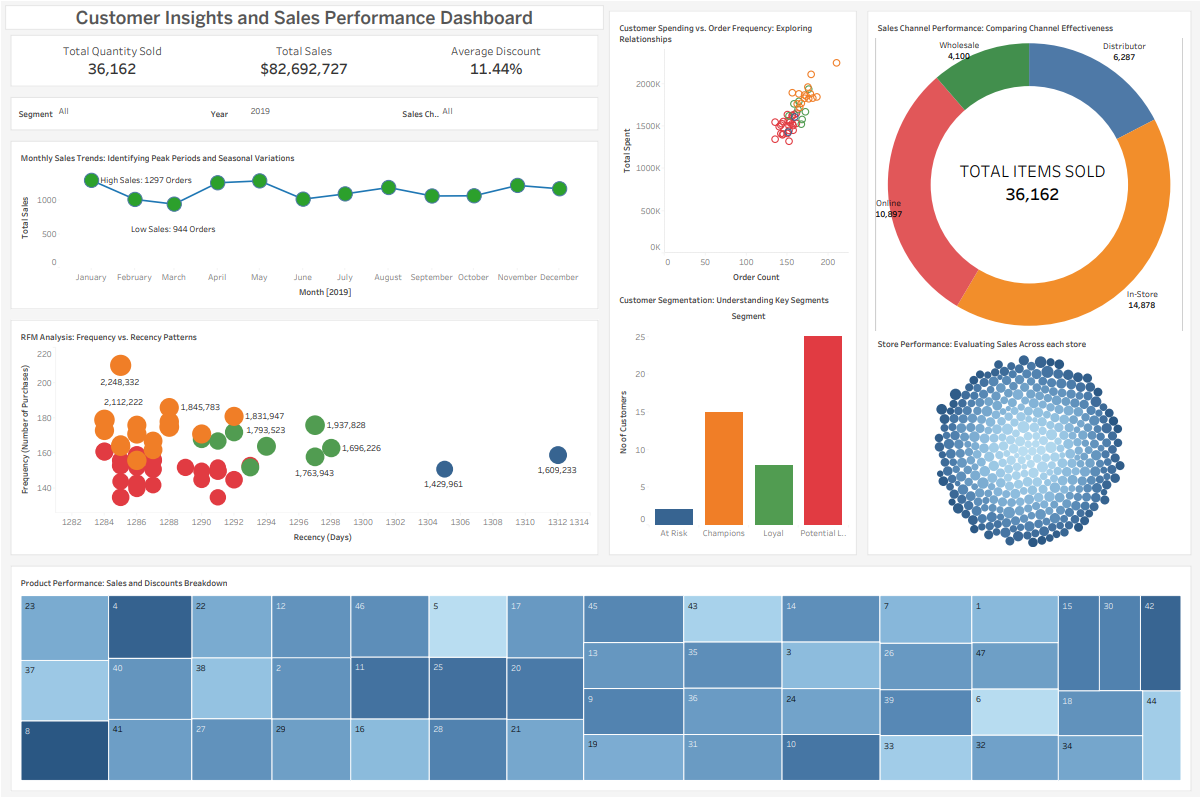 Customer Insights and Sales Performance Dashboard
Total Quantity Sold
36,162
Total Sales
$82,692,727
Average Discount
11.44%
Segment All
Year 2019
Sales Ch.. All
Monthly Sales Trends: Identifying Peak Periods and Seasonal Variations
High Sales: 1297 Orders
Low Sales: 944 Orders
Total Sales
1000
500
0
January February March April May June July August September October November December
Month [2019]
RFM Analysis: Frequency vs. Recency Patterns
Frequency (Number of Purchases)
220
200
180
160
140
2,248,332
2,112,222
1,845,783
1,831,947
1,793,523
1,937,828
1,696,226
1,763,943
1,429,961
1,609,233
1282 1284 1286 1288 1290 1292 1294 1296 1298 1300 1302 1304 1306 1308 1310 1312 1314
Recency (Days)
Customer Spending vs. Order Frequency: Exploring
Relationships
Total Spent
2000K
1500K
1000K
500K
0K
0 50 100 150 200
Order Count
Customer Segmentation: Understanding Key Segments
Segment
No of Customers
25
20
15
10
5
0
At Risk Champions Loyal Potential L..
Sales Channel Performance: Comparing Channel Effectiveness
Wholesale
4,100
Distributor
6,287
TOTAL ITEMS SOLD
36,162
Online
10,897
In-Store
14,878
Store Performance: Evaluating Sales Across each store
Product Performance: Sales and Discounts Breakdown
23 4 22 12 46 5 17 45 43 14 7 1 15 30 42
13 35 3 26 47
37 40 38 2 11 25 20
9 36 24 39 6 18 44
8 41 27 29 16 28 21
19 31 10 33 32 34